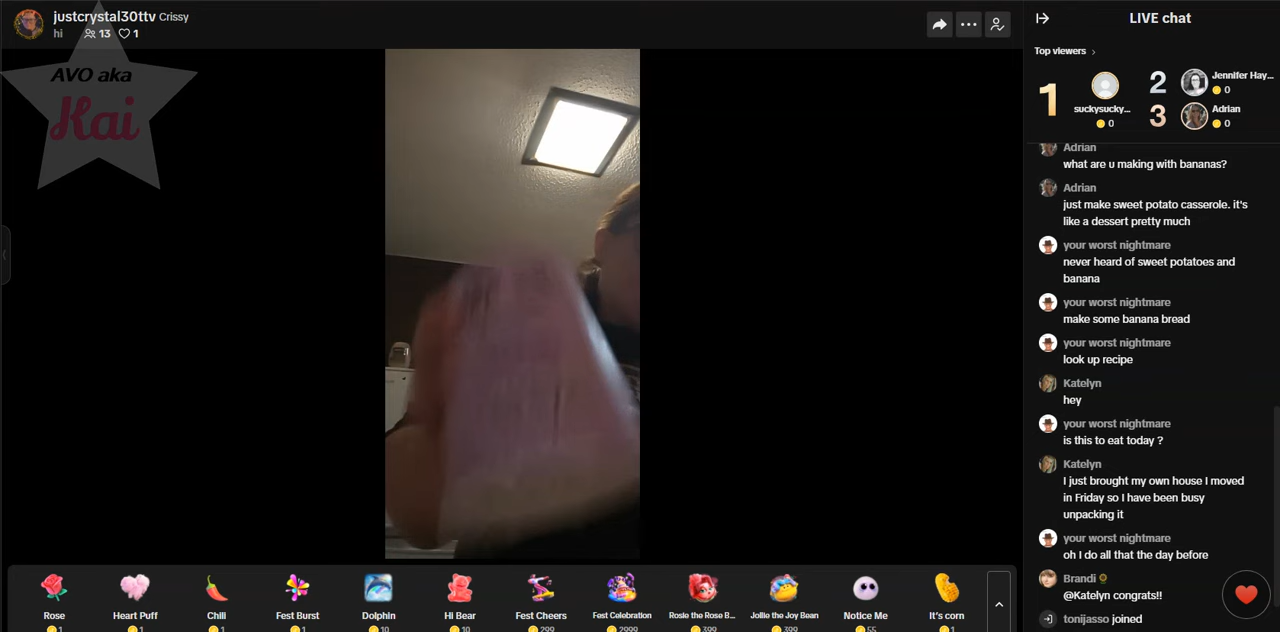 justcrystal30ttv Crissy
hi 13 1
AVO aka
Kai
LIVE chat
Top viewers
1 suckysucky... 0
2 Jennifer Hay... 0
3 Adrian 0
Adrian
what are u making with bananas?
Adrian
just make sweet potato casserole. it's
like a dessert pretty much
your worst nightmare
never heard of sweet potatoes and
banana
your worst nightmare
make some banana bread
your worst nightmare
look up recipe
Katelyn
hey
your worst nightmare
is this to eat today ?
Katelyn
I just brought my own house I moved
in Friday so I have been busy
unpacking it
your worst nightmare
oh I do all that the day before
Brandi
@Katelyn congrats!!
tonijasso joined
Rose Heart Puff Chili Fest Burst Dolphin Hi Bear Fest Cheers Fest Celebration Rosie the Rose B... Jollie the Joy Bean Notice Me It's corn
1 1 1 1 10 10 299 2999 399 399 55 1